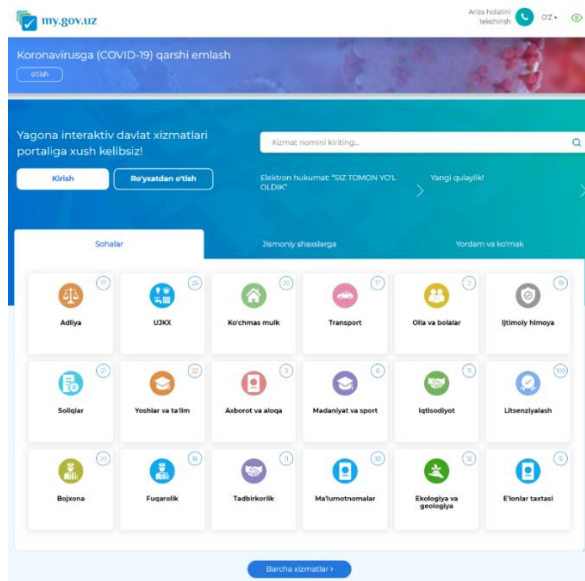 my.gov.uz
Ariza holatini
tekshirish
O'Z
Koronavirusga (COVID-19) qarshi emlash
o'tish
Yagona interaktiv davlat xizmatlari
portaliga xush kelibsiz!
Xizmat nomini kiriting...
Kirish
Ro'yxatdan o'tish
Elektron hukumat: "SIZ TOMON YO'L
OLDIK"
Yangi qulaylik!
Sohalar
Jismoniy shaxslarga
Yordam va ko'mak
Adliya
UJKX
Ko'chmas mulk
Transport
Oila va bolalar
Ijtimoiy himoya
Soliqlar
Yoshlar va ta'lim
Axborot va aloqa
Madaniyat va sport
Iqtisodiyot
Litsenziyalash
Bojxona
Fuqarolik
Tadbirkorlik
Ma'lumotnomalar
Ekologiya va
geologiya
E'lonlar taxtasi
Barcha xizmatlar